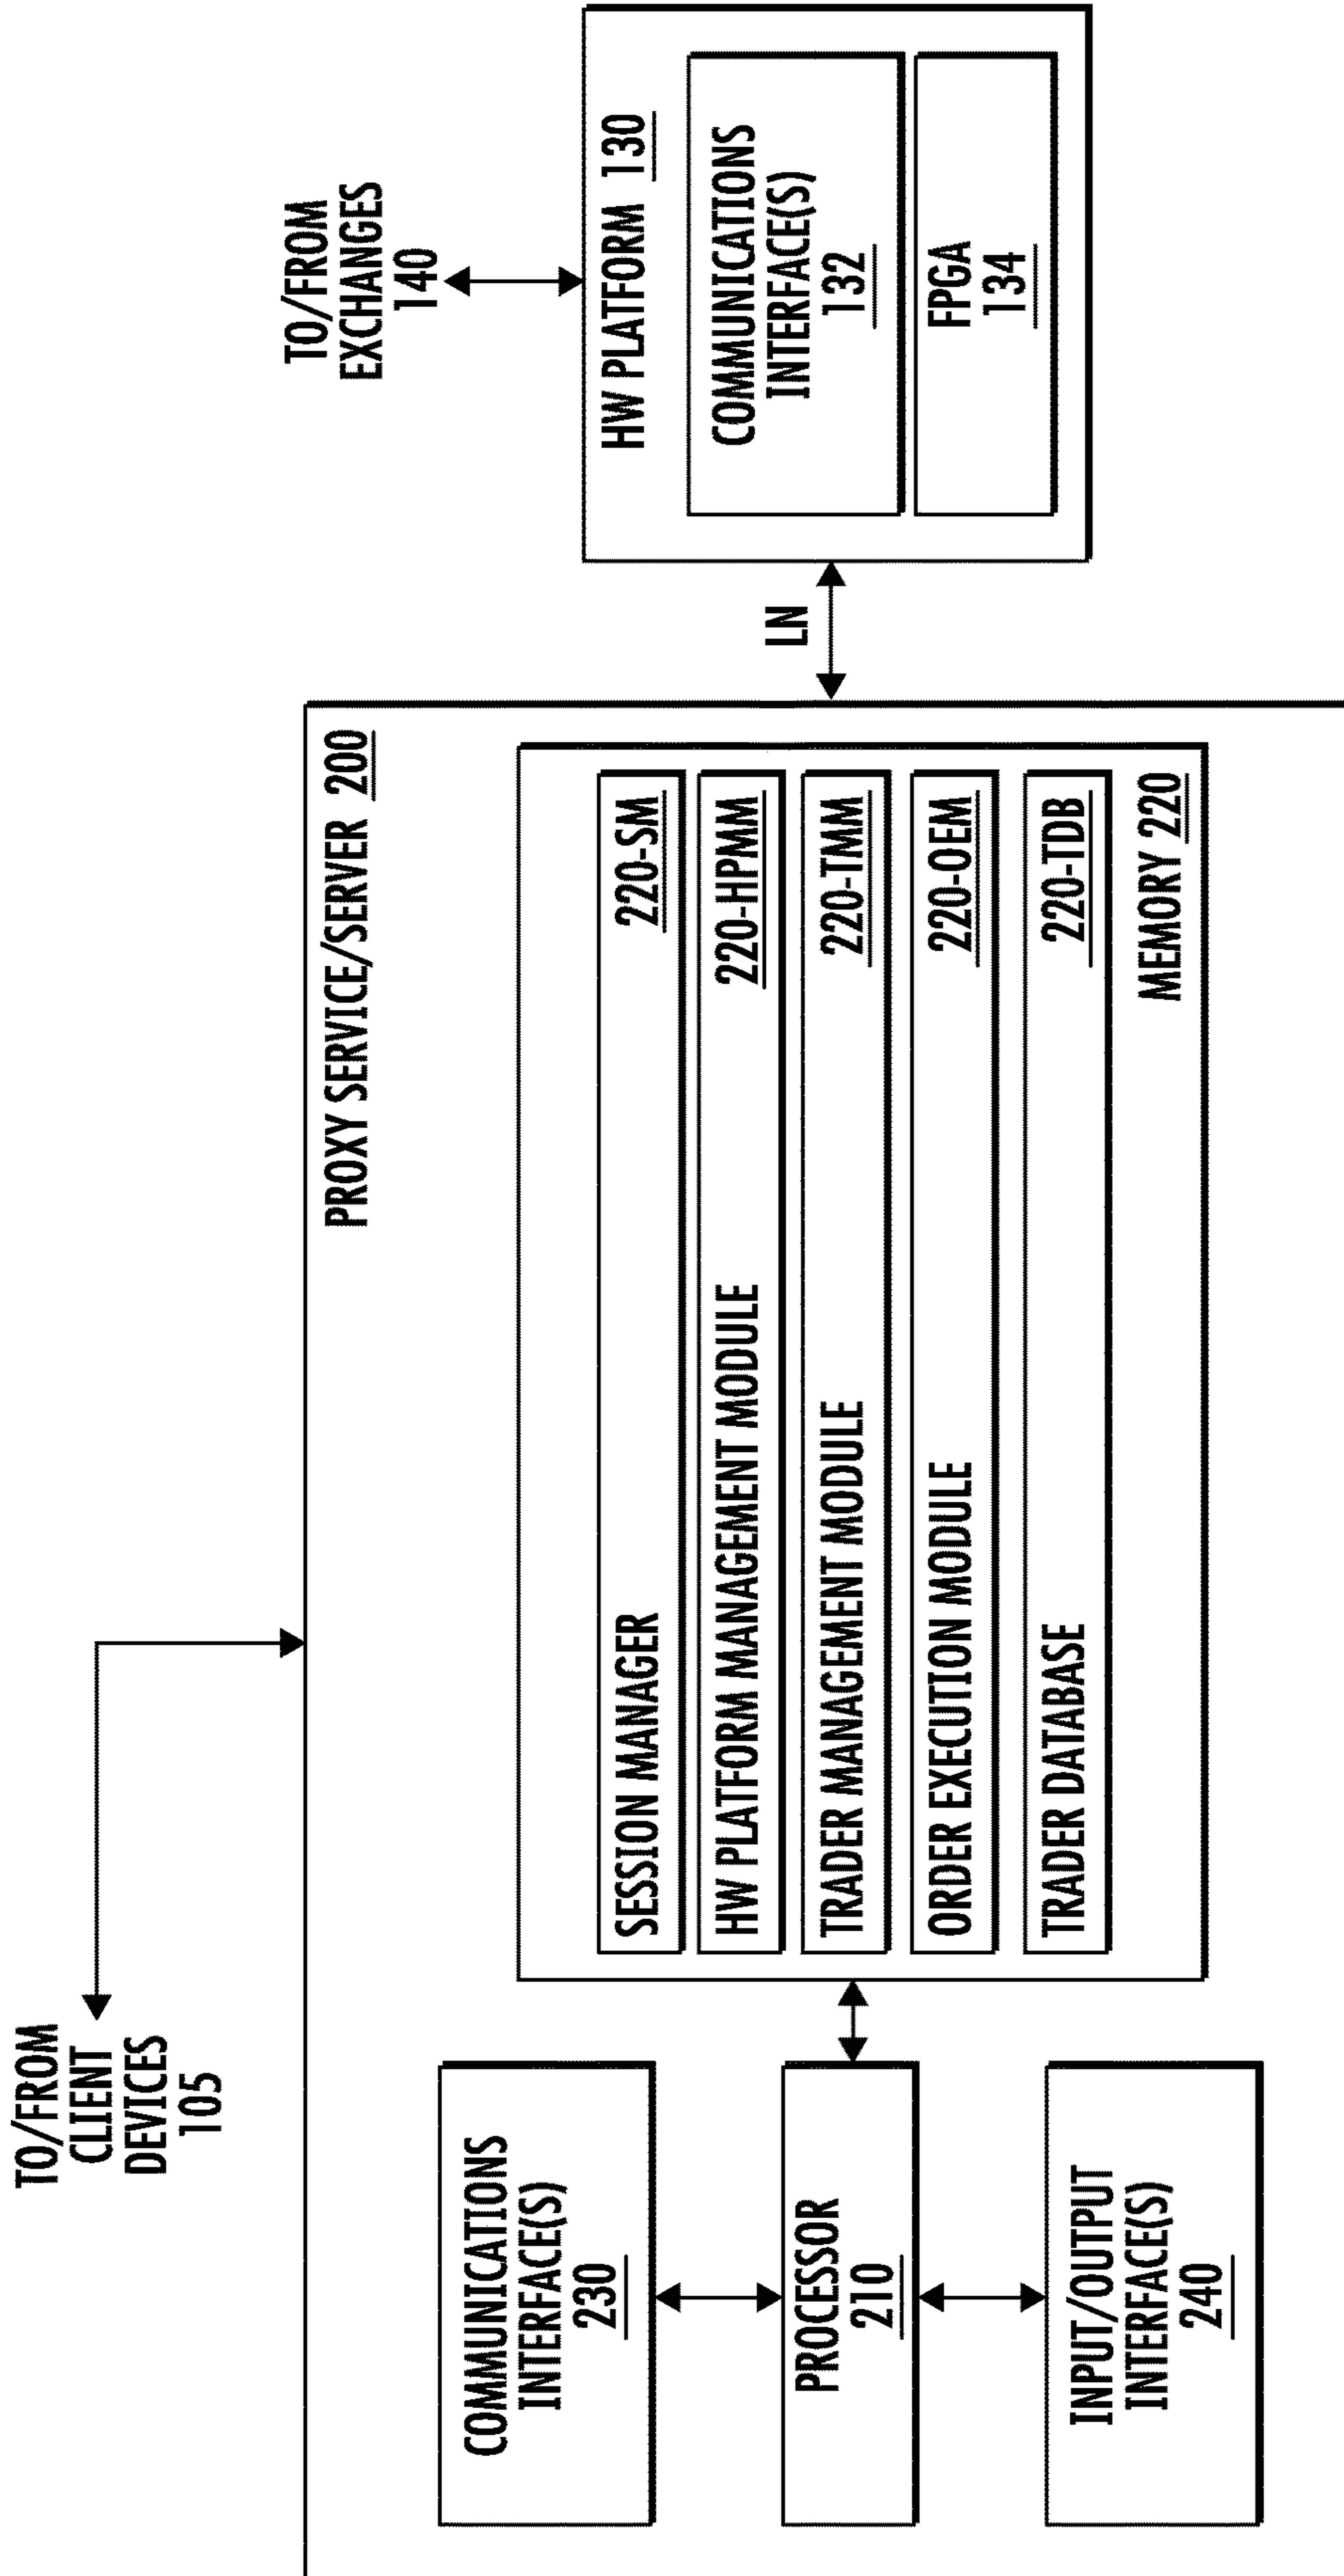 TO/FROM
CLIENT
DEVICES
105
PROXY SERVICE/SERVER 200
COMMUNICATIONS
INTERFACE(S)
230
PROCESSOR
210
INPUT/OUTPUT
INTERFACE(S)
240
SESSION MANAGER 220-SM
HW PLATFORM MANAGEMENT MODULE 220-HPMM
TRADER MANAGEMENT MODULE 220-TMM
ORDER EXECUTION MODULE 220-OEM
TRADER DATABASE 220-TDB
MEMORY 220
LN
TO/FROM
EXCHANGES
140
HW PLATFORM 130
COMMUNICATIONS
INTERFACE(S)
132
FPGA
134